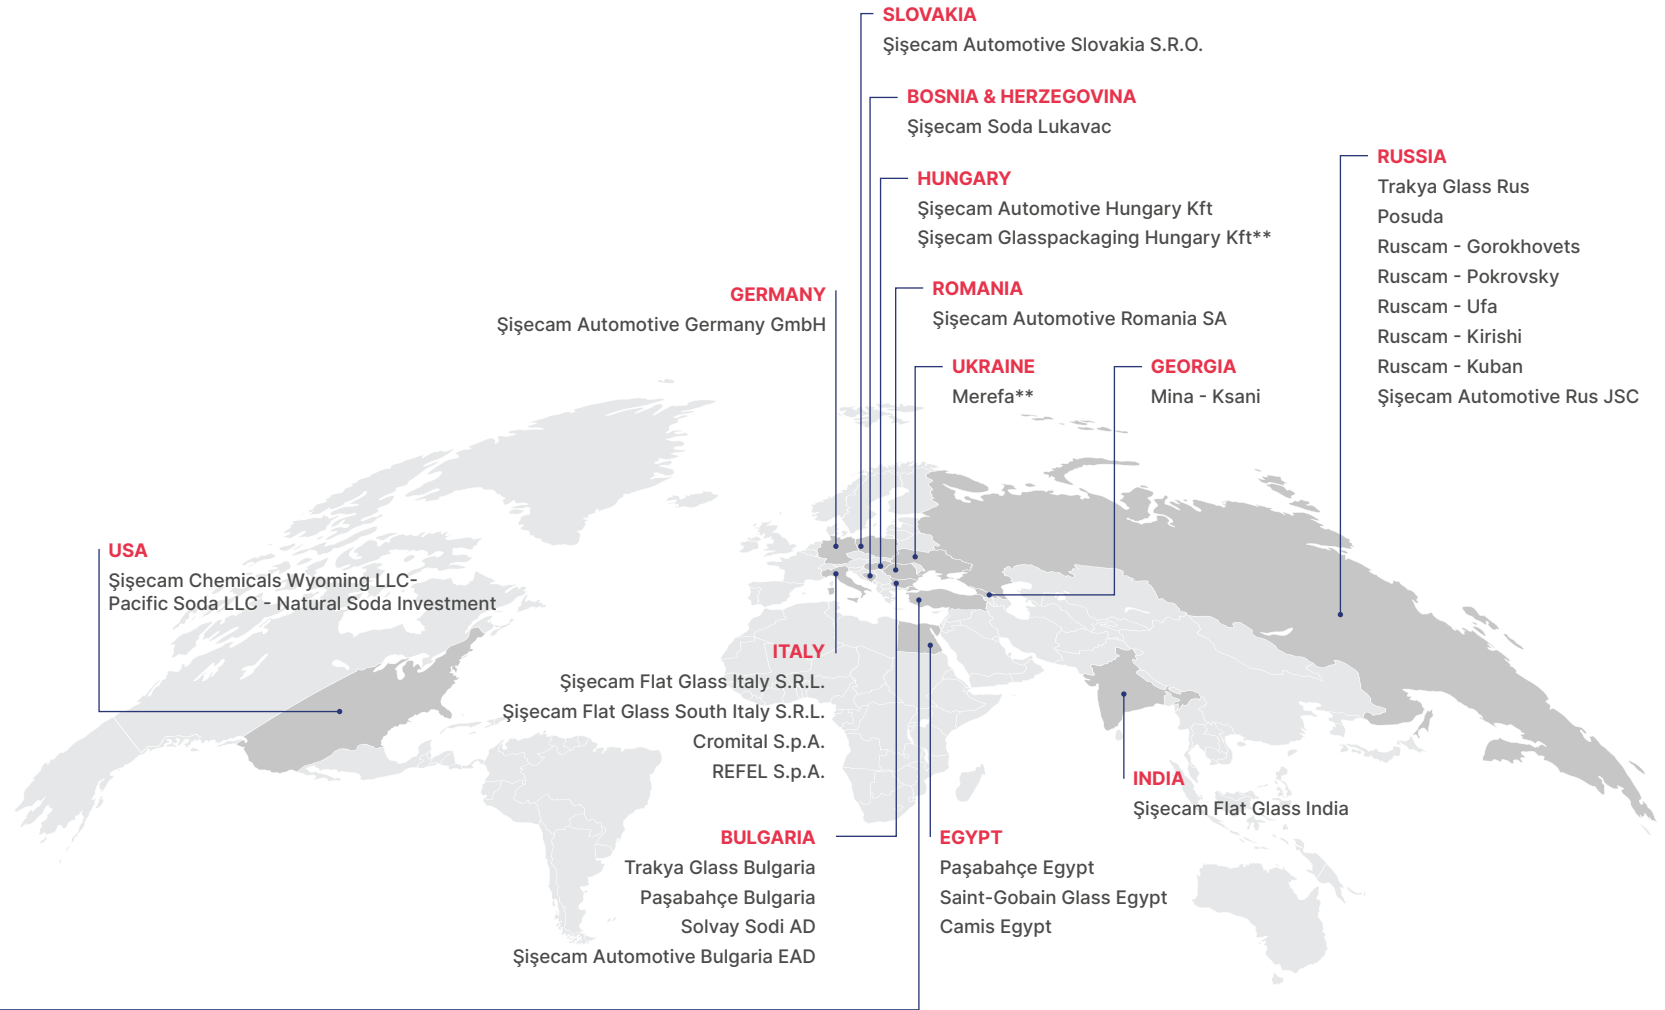 SLOVAKIA
Şişecam Automotive Slovakia S.R.O.
BOSNIA & HERZEGOVINA
Şişecam Soda Lukavac
HUNGARY
Şişecam Automotive Hungary Kft
Şişecam Glasspackaging Hungary Kft**
RUSSIA
Trakya Glass Rus
Posuda
Ruscam - Gorokhovets
Ruscam - Pokrovsky
Ruscam - Ufa
Ruscam - Kirishi
Ruscam - Kuban
Şişecam Automotive Rus JSC
GERMANY
Şişecam Automotive Germany GmbH
ROMANIA
Şişecam Automotive Romania SA
UKRAINE
Merefa**
GEORGIA
Mina - Ksani
USA
Şişecam Chemicals Wyoming LLC-
Pacific Soda LLC - Natural Soda Investment
ITALY
Şişecam Flat Glass Italy S.R.L.
Şişecam Flat Glass South Italy S.R.L.
Cromital S.p.A.
REFEL S.p.A.
INDIA
Şişecam Flat Glass India
BULGARIA
Trakya Glass Bulgaria
Paşabahçe Bulgaria
Solvay Sodi AD
Şişecam Automotive Bulgaria EAD
EGYPT
Paşabahçe Egypt
Saint-Gobain Glass Egypt
Camis Egypt